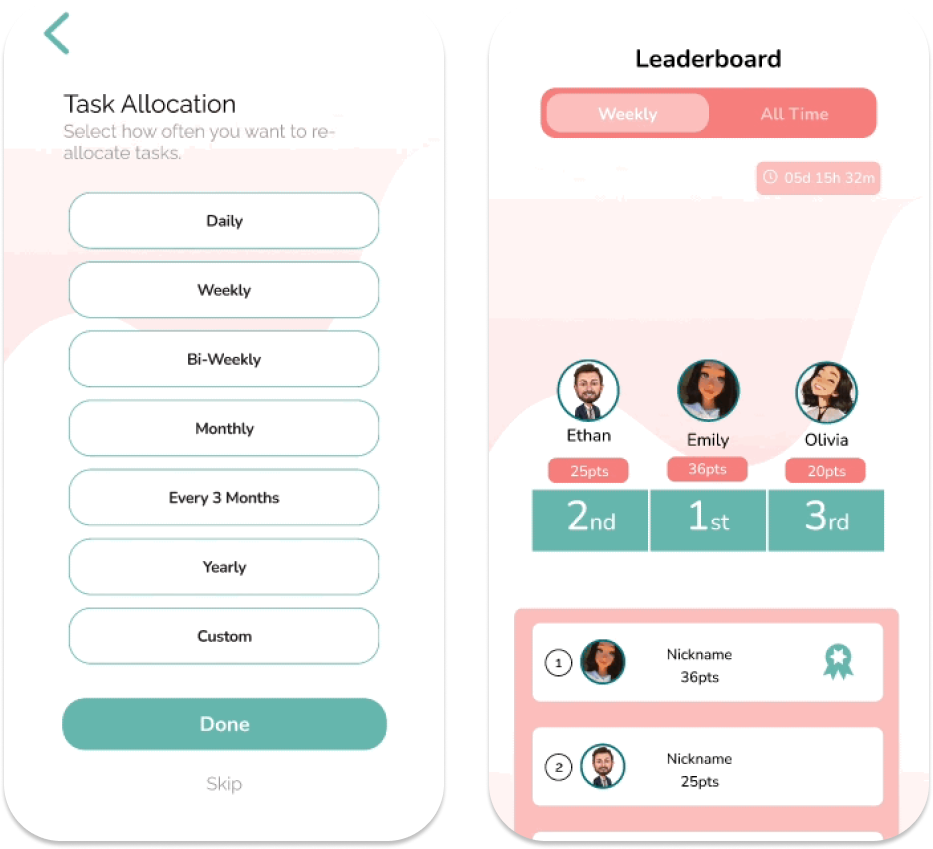 Task Allocation
Select how often you want to re-
allocate tasks.
Daily
Weekly
Bi-Weekly
Monthly
Every 3 Months
Yearly
Custom
Done
Skip
Leaderboard
Weekly All Time
05d 15h 32m
Ethan Emily Olivia
25pts 36pts 20pts
2nd 1st 3rd
1 Nickname
36pts
2 Nickname
25pts